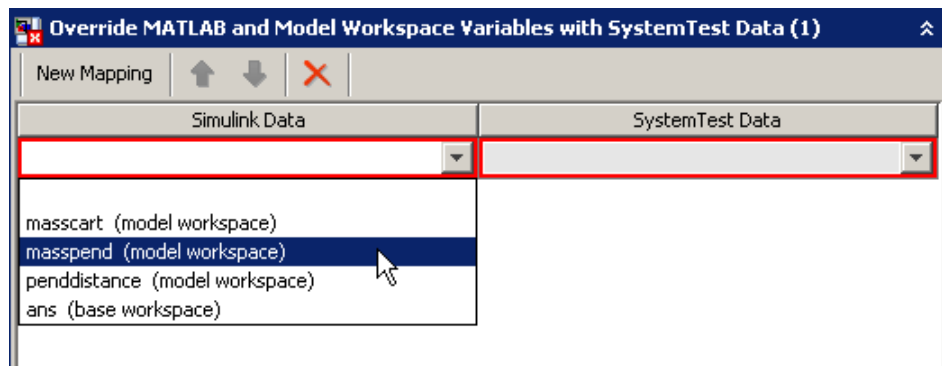 Override MATLAB and Model Workspace Variables with SystemTest Data (1)
New Mapping
Simulink Data SystemTest Data
masscart (model workspace)
masspend (model workspace)
penddistance (model workspace)
ans (base workspace)